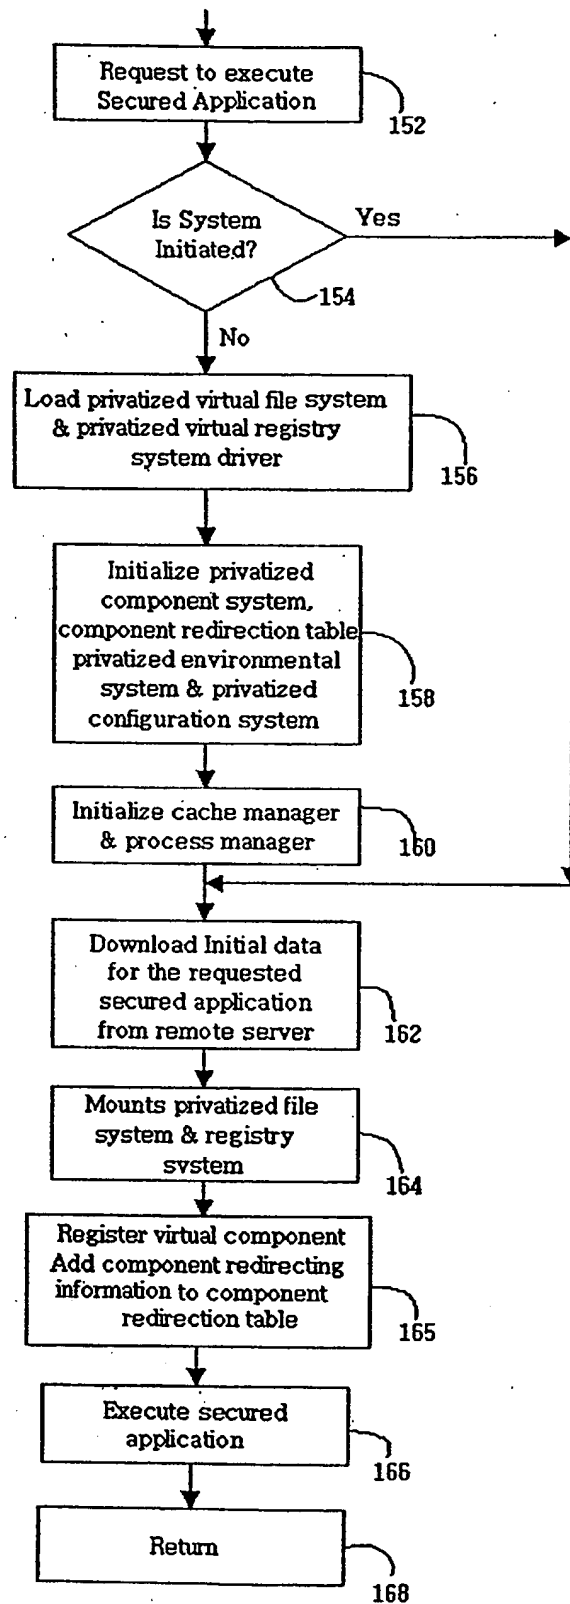 Request to execute
Secured Application
152
Is System
Initiated?
Yes
154
No
Load privatized virtual file system
& privatized virtual registry
system driver
156
Initialize privatized
component system,
component redirection table
privatized environmental
system & privatized
configuration system
158
Initialize cache manager
& process manager
160
Download Initial data
for the requested
secured application
from remote server
162
Mounts privatized file
system & registry
system
164
Register virtual component
Add component redirecting
information to component
redirection table
165
Execute secured
application
166
Return
168